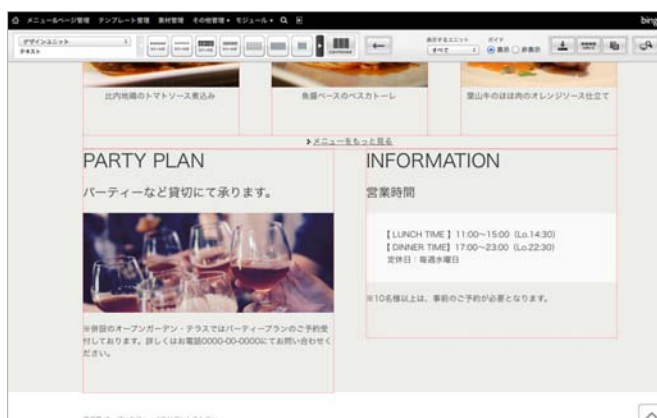 メニュー&ページ管理 テンプレート管理 素材管理 その他管理 モジュール
bing
デザインユニット
テキスト
表示するユニット
すべて
ガイド
表示 非表示
比内地鶏のトマトソース煮込み
魚醤ベースのペスカトーレ
葉山牛のほほ肉のオレンジソース仕立て
メニューをもっと見る
PARTY PLAN
パーティーなど貸切にて承ります。
※併設のオープンガーデン・テラスではパーティープランのご予約受
付しております。詳しくはお電話0000-00-0000にてお問い合わせく
ださい。
INFORMATION
営業時間
【 LUNCH TIME 】11:00〜15:00（Lo.14:30）
【 DINNER TIME】17:00〜23:00（Lo.22:30）
定休日：毎週水曜日
※10名様以上は、事前のご予約が必要となります。